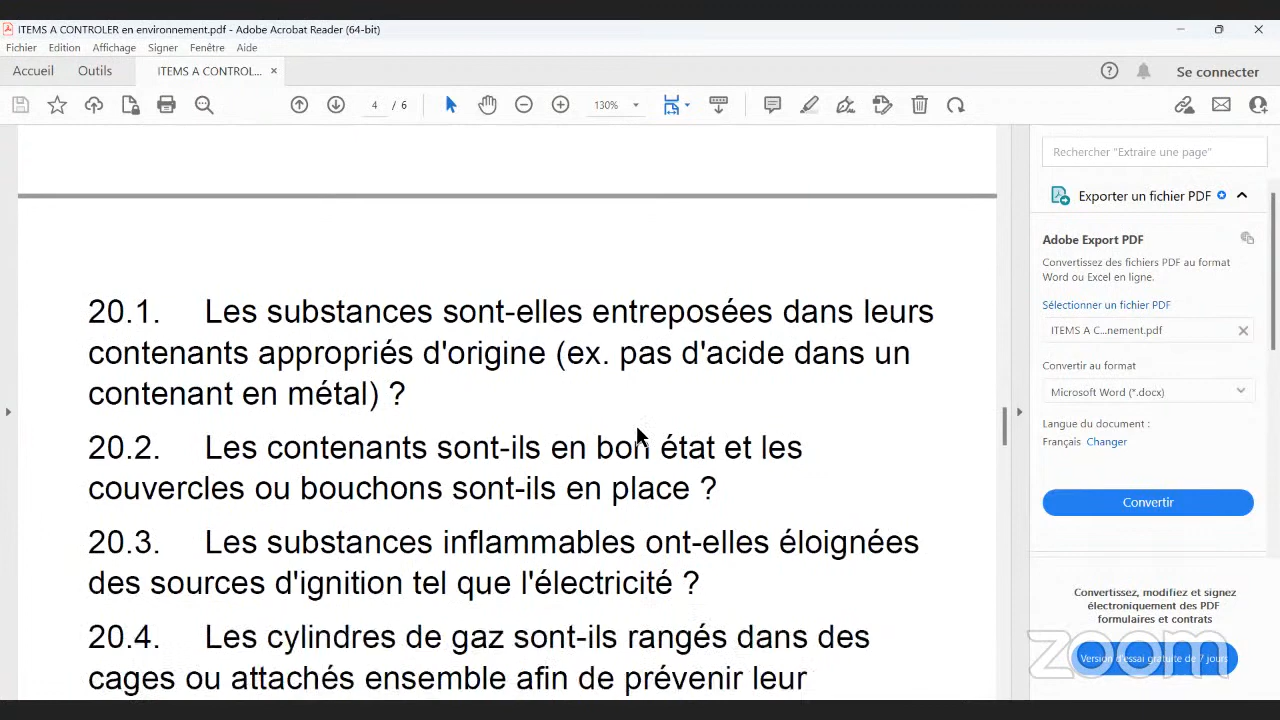 ITEMS A CONTROLER en environnement.pdf - Adobe Acrobat Reader (64-bit)
Fichier Edition Affichage Signer Fenêtre Aide
Accueil Outils ITEMS A CONTROL... × Se connecter
4 / 6 130%
Rechercher "Extraire une page"
Exporter un fichier PDF
Adobe Export PDF
Convertissez des fichiers PDF au format
Word ou Excel en ligne.
Sélectionner un fichier PDF
ITEMS A C...nement.pdf
Convertir au format
Microsoft Word (*.docx)
Langue du document :
Français Changer
Convertir
Convertissez, modifiez et signez
électroniquement des PDF
formulaires et contrats
Version d'essai gratuite de 7 jours
zoom
20.1. Les substances sont-elles entreposées dans leurs
contenants appropriés d'origine (ex. pas d'acide dans un
contenant en métal) ?
20.2. Les contenants sont-ils en bon état et les
couvercles ou bouchons sont-ils en place ?
20.3. Les substances inflammables ont-elles éloignées
des sources d'ignition tel que l'électricité ?
20.4. Les cylindres de gaz sont-ils rangés dans des
cages ou attachés ensemble afin de prévenir leur